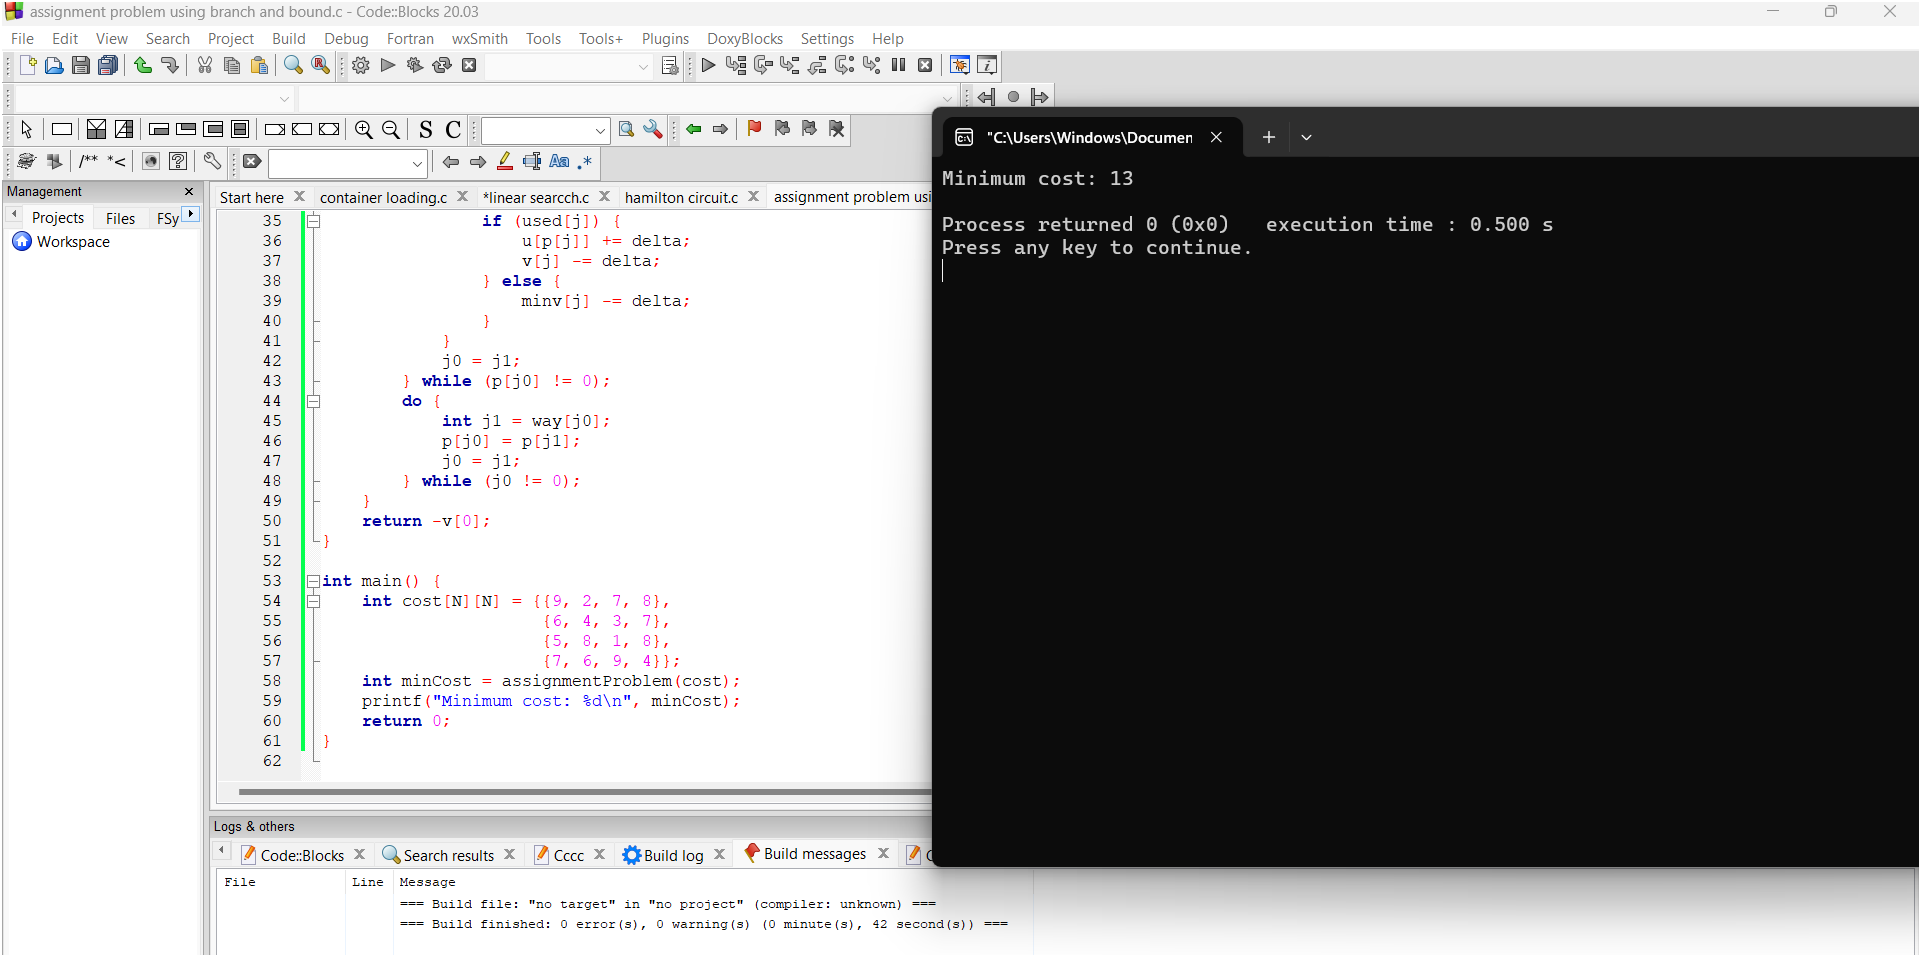 assignment problem using branch and bound.c - Code::Blocks 20.03
File Edit View Search Project Build Debug Fortran wxSmith Tools Tools+ Plugins DoxyBlocks Settings Help
S C
/** *<
Aa .*
Management
Projects Files FSy
Workspace
Start here container loading.c *linear searcch.c hamilton circuit.c assignment problem usi
35 if (used[j]) {
36 u[p[j]] += delta;
37 v[j] -= delta;
38 } else {
39 minv[j] -= delta;
40 }
41 }
42 j0 = j1;
43 } while (p[j0] != 0);
44 do {
45 int j1 = way[j0];
46 p[j0] = p[j1];
47 j0 = j1;
48 } while (j0 != 0);
49 }
50 return -v[0];
51 }
52
53 int main() {
54 int cost[N][N] = {{9, 2, 7, 8},
55 {6, 4, 3, 7},
56 {5, 8, 1, 8},
57 {7, 6, 9, 4}};
58 int minCost = assignmentProblem(cost);
59 printf("Minimum cost: %d\n", minCost);
60 return 0;
61 }
62
"C:\Users\Windows\Documen
Minimum cost: 13
Process returned 0 (0x0) execution time : 0.500 s
Press any key to continue.
Logs & others
Code::Blocks Search results Cccc Build log Build messages
File Line Message
=== Build file: "no target" in "no project" (compiler: unknown) ===
=== Build finished: 0 error(s), 0 warning(s) (0 minute(s), 42 second(s)) ===